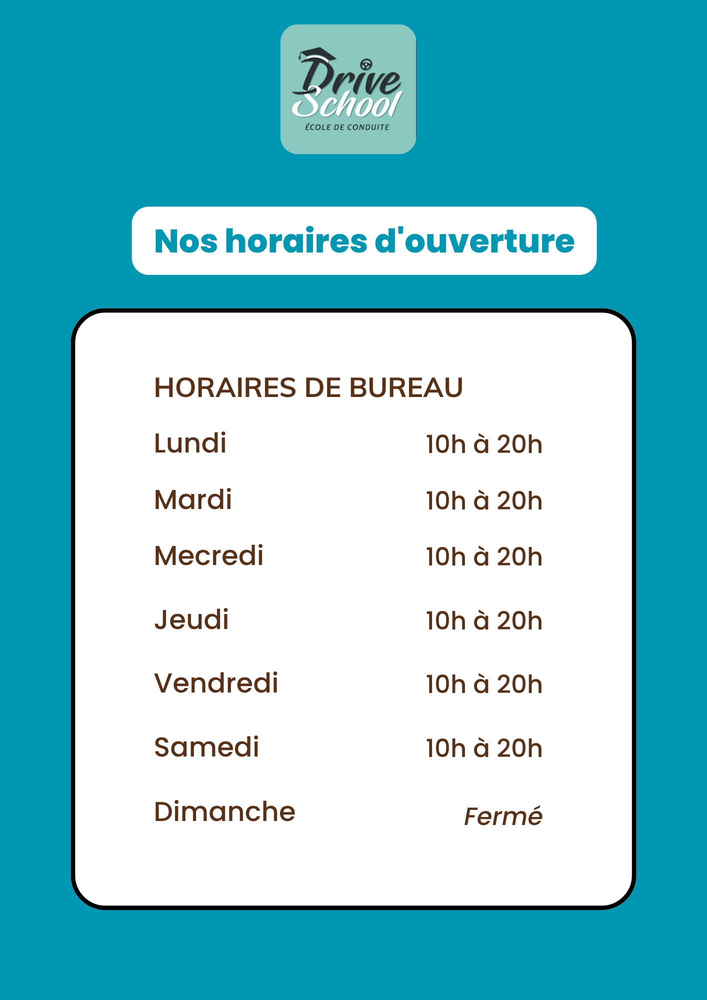 Drive
School
ÉCOLE DE CONDUITE
Nos horaires d'ouverture
HORAIRES DE BUREAU
Lundi 10h à 20h
Mardi 10h à 20h
Mecredi 10h à 20h
Jeudi 10h à 20h
Vendredi 10h à 20h
Samedi 10h à 20h
Dimanche Fermé